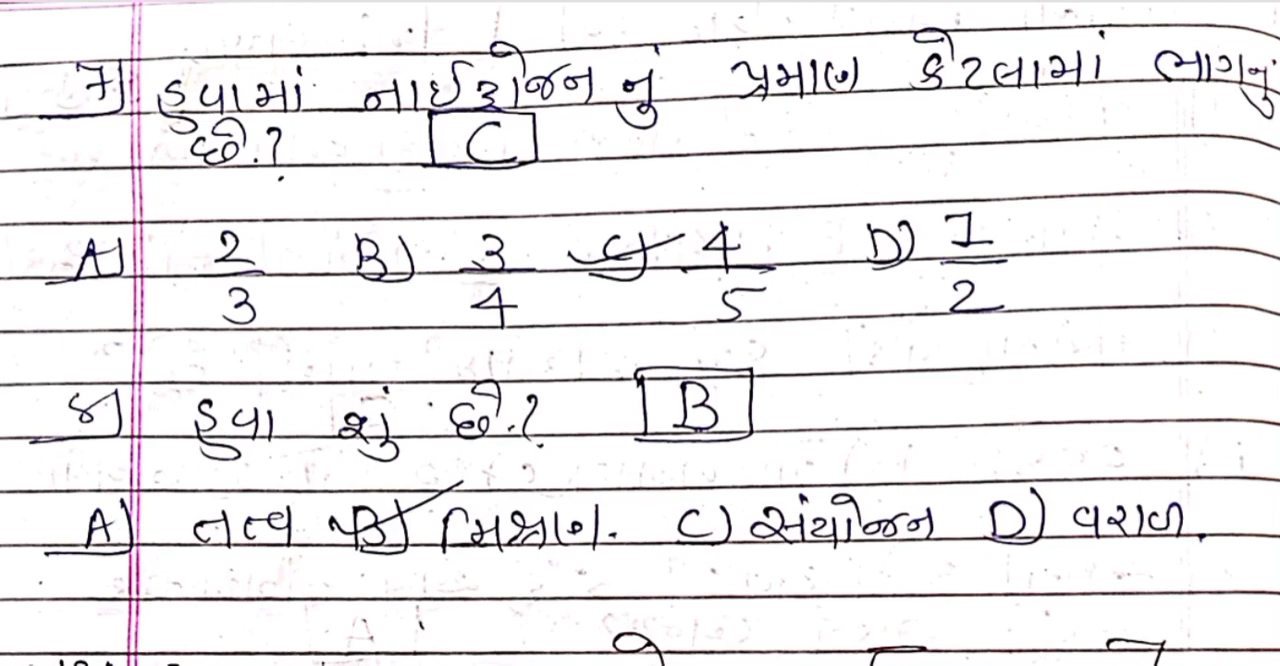 7) હવામાં નાઈટ્રોજન નું પ્રમાણ કેટલામાં ભાગનું
છે.? C
A) 2/3 B) 3/4 C) 4/5 D) 1/2
8) હવા શું છે.? B
A) તત્વ B) મિશ્રણ. C) સંયોજન D) વરાળ.